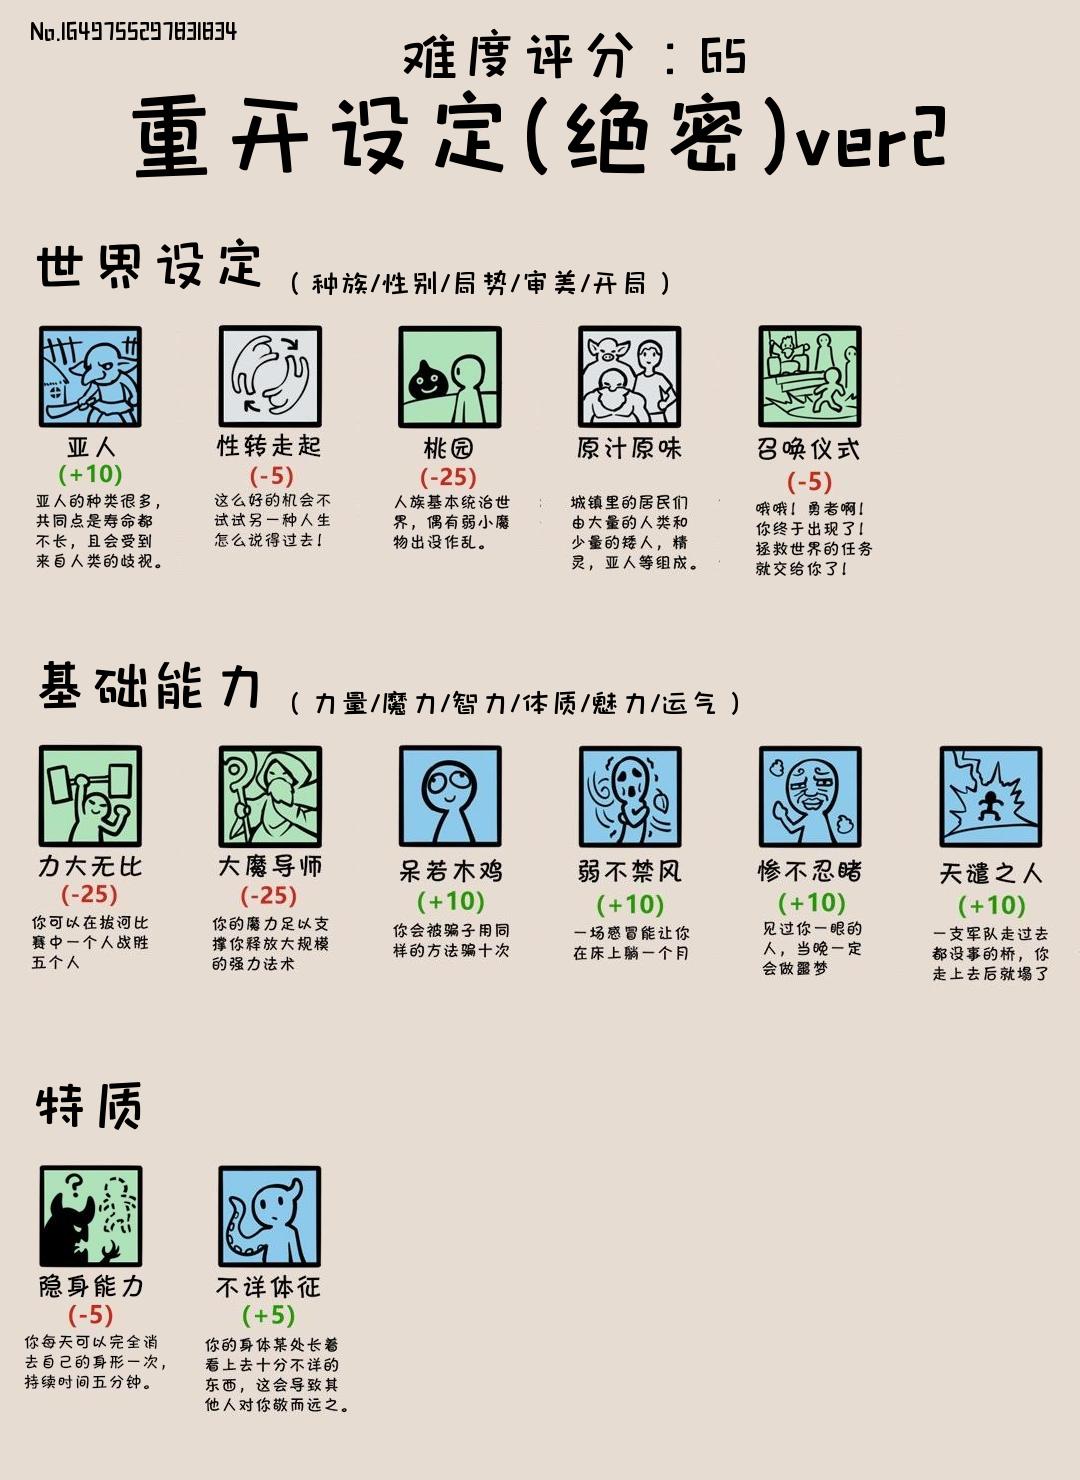 No.1649755297831834
难度评分：65
重开设定(绝密)ver2
世界设定 （种族/性别/局势/审美/开局）
亚人
(+10)
亚人的种类很多，
共同点是寿命都
不长，且会受到
来自人类的歧视。
性转走起
(-5)
这么好的机会不
试试另一种人生
怎么说得过去！
桃园
(-25)
人族基本统治世
界，偶有弱小魔
物出没作乱。
原汁原味
城镇里的居民们
由大量的人类和
少量的矮人，精
灵，亚人等组成。
召唤仪式
(-5)
哦哦！勇者啊！
你终于出现了！
拯救世界的任务
就交给你了！
基础能力 （力量/魔力/智力/体质/魅力/运气）
力大无比
(-25)
你可以在拔河比
赛中一个人战胜
五个人
大魔导师
(-25)
你的魔力足以支
撑你释放大规模
的强力法术
呆若木鸡
(+10)
你会被骗子用同
样的方法骗十次
弱不禁风
(+10)
一场感冒能让你
在床上躺一个月
惨不忍睹
(+10)
见过你一眼的
人，当晚一定
会做噩梦
天谴之人
(+10)
一支军队走过去
都没事的桥，你
走上去后就塌了
特质
隐身能力
(-5)
你每天可以完全消
去自己的身形一次，
持续时间五分钟。
不详体征
(+5)
你的身体某处长着
看上去十分不详的
东西，这会导致其
他人对你敬而远之。